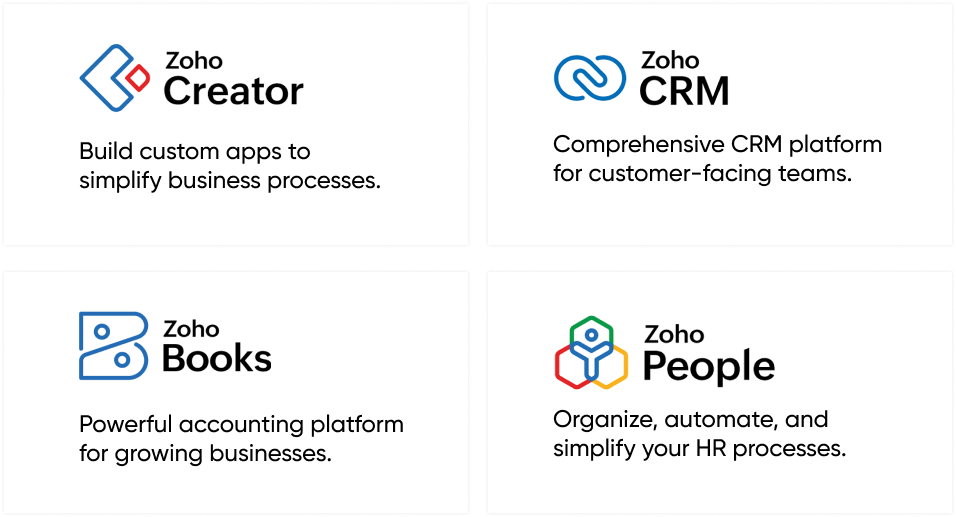 Zoho
Creator
Build custom apps to
simplify business processes.
Zoho
CRM
Comprehensive CRM platform
for customer-facing teams.
Zoho
Books
Powerful accounting platform
for growing businesses.
Zoho
People
Organize, automate, and
simplify your HR processes.